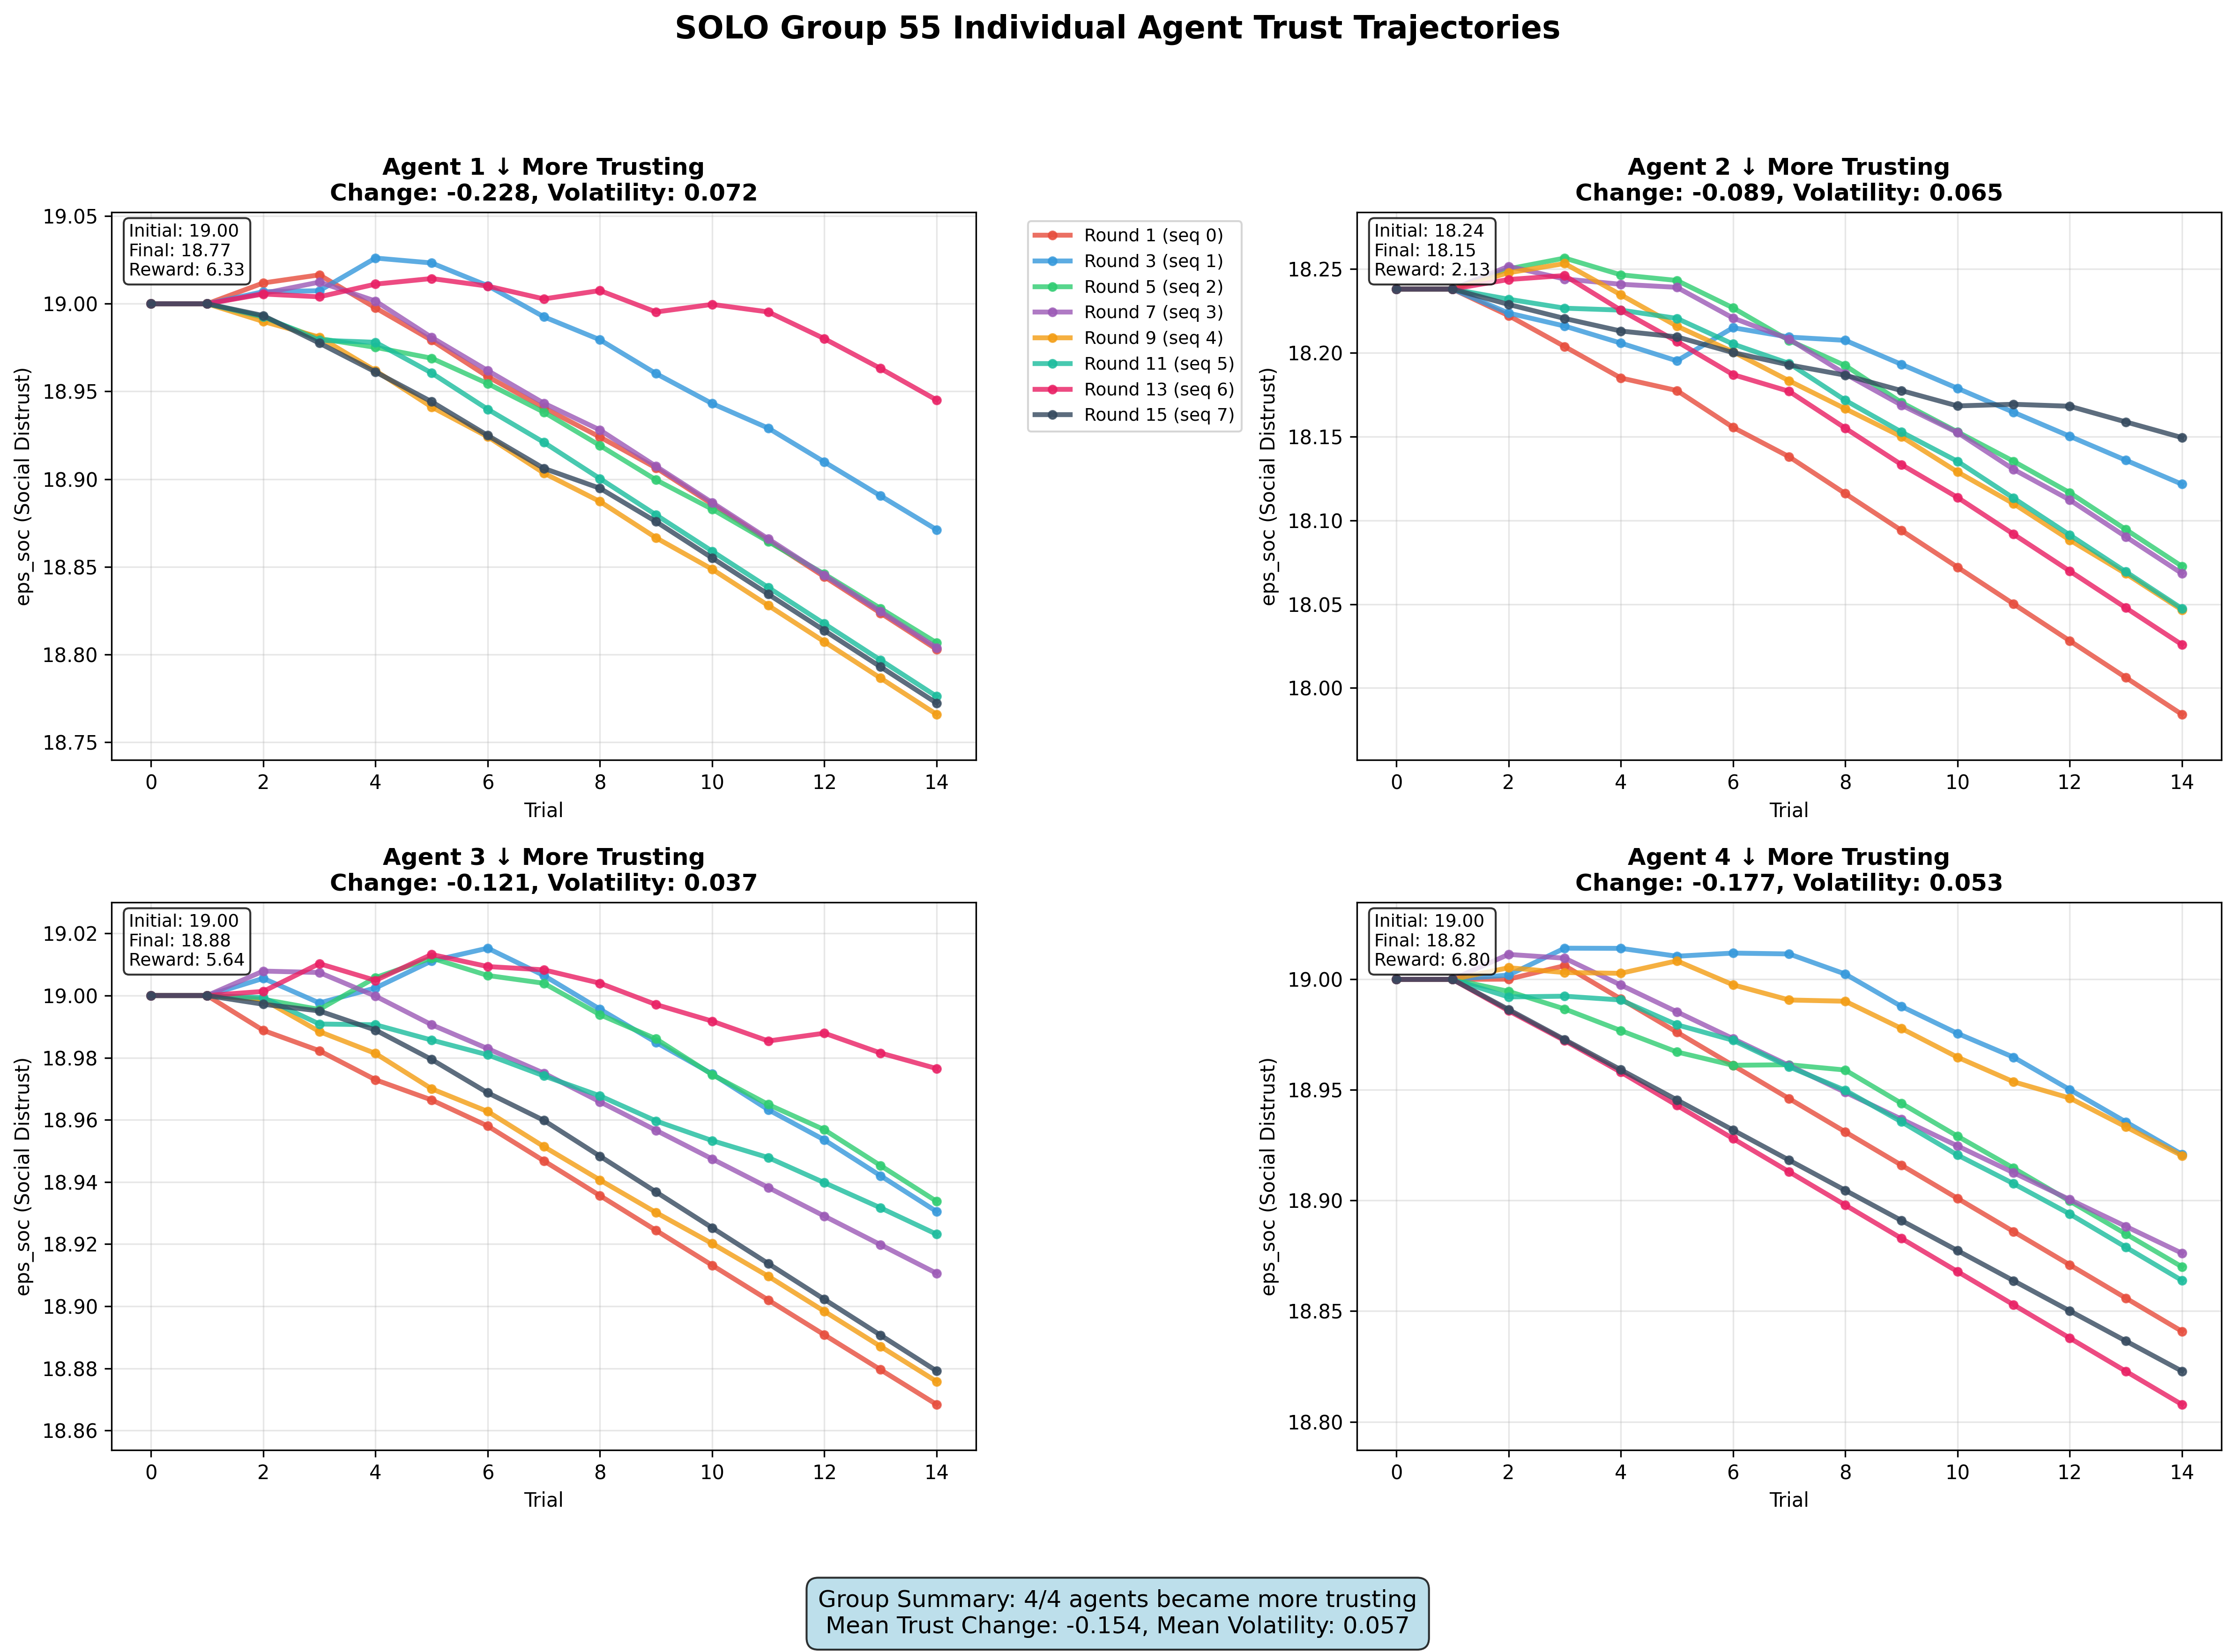 SOLO Group 55 Individual Agent Trust Trajectories
Agent 1 ↓ More Trusting
Change: -0.228, Volatility: 0.072
Initial: 19.00
Final: 18.77
Reward: 6.33
eps_soc (Social Distrust)
19.05
19.00
18.95
18.90
18.85
18.80
18.75
0 2 4 6 8 10 12 14
Trial
Round 1 (seq 0)
Round 3 (seq 1)
Round 5 (seq 2)
Round 7 (seq 3)
Round 9 (seq 4)
Round 11 (seq 5)
Round 13 (seq 6)
Round 15 (seq 7)
Agent 2 ↓ More Trusting
Change: -0.089, Volatility: 0.065
Initial: 18.24
Final: 18.15
Reward: 2.13
eps_soc (Social Distrust)
18.25
18.20
18.15
18.10
18.05
18.00
0 2 4 6 8 10 12 14
Trial
Agent 3 ↓ More Trusting
Change: -0.121, Volatility: 0.037
Initial: 19.00
Final: 18.88
Reward: 5.64
eps_soc (Social Distrust)
19.02
19.00
18.98
18.96
18.94
18.92
18.90
18.88
18.86
0 2 4 6 8 10 12 14
Trial
Agent 4 ↓ More Trusting
Change: -0.177, Volatility: 0.053
Initial: 19.00
Final: 18.82
Reward: 6.80
eps_soc (Social Distrust)
19.00
18.95
18.90
18.85
18.80
0 2 4 6 8 10 12 14
Trial
Group Summary: 4/4 agents became more trusting
Mean Trust Change: -0.154, Mean Volatility: 0.057